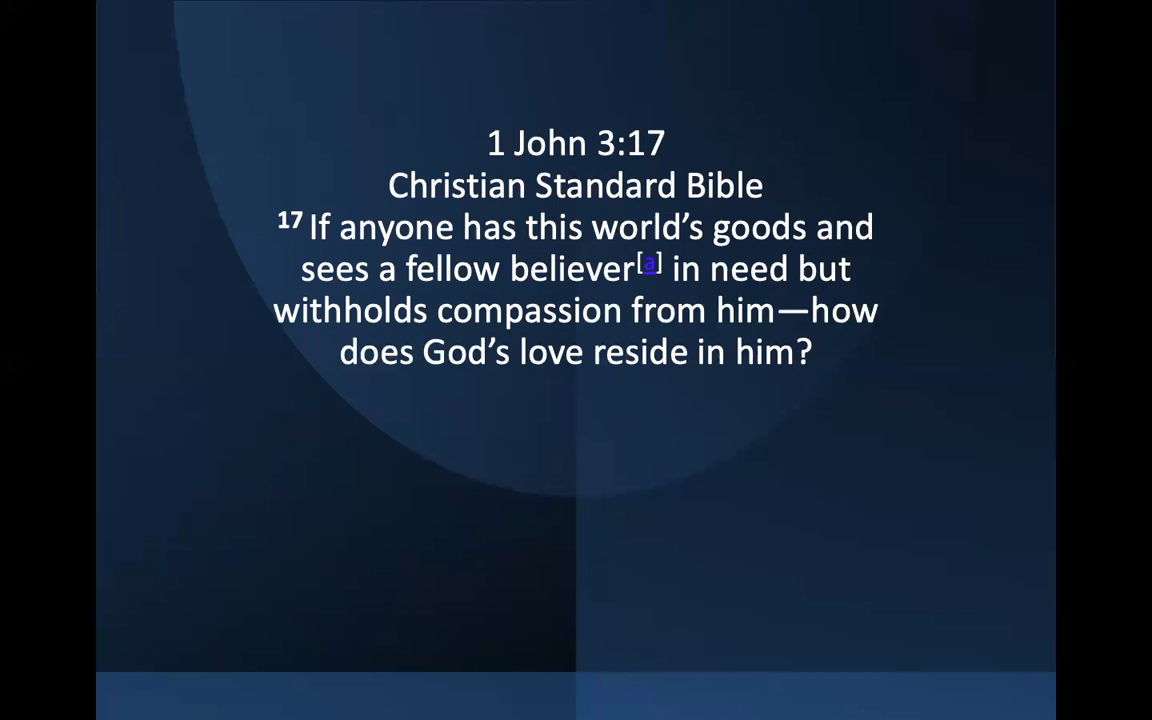 1 John 3:17
Christian Standard Bible
17 If anyone has this world’s goods and
sees a fellow believer[a] in need but
withholds compassion from him—how
does God’s love reside in him?